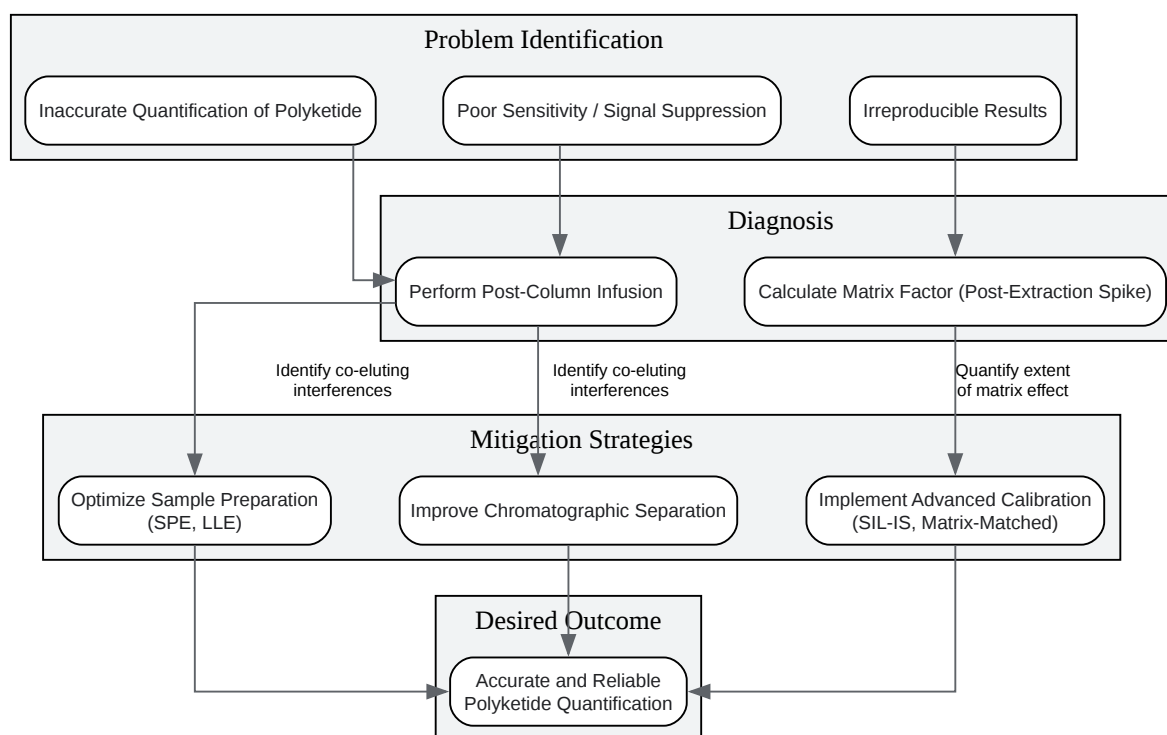 Problem Identification
Inaccurate Quantification of Polyketide
Poor Sensitivity / Signal Suppression
Irreproducible Results
Diagnosis
Perform Post-Column Infusion
Calculate Matrix Factor (Post-Extraction Spike)
Identify co-eluting
interferences
Identify co-eluting
interferences
Quantify extent
of matrix effect
Mitigation Strategies
Optimize Sample Preparation
(SPE, LLE)
Improve Chromatographic Separation
Implement Advanced Calibration
(SIL-IS, Matrix-Matched)
Desired Outcome
Accurate and Reliable
Polyketide Quantification